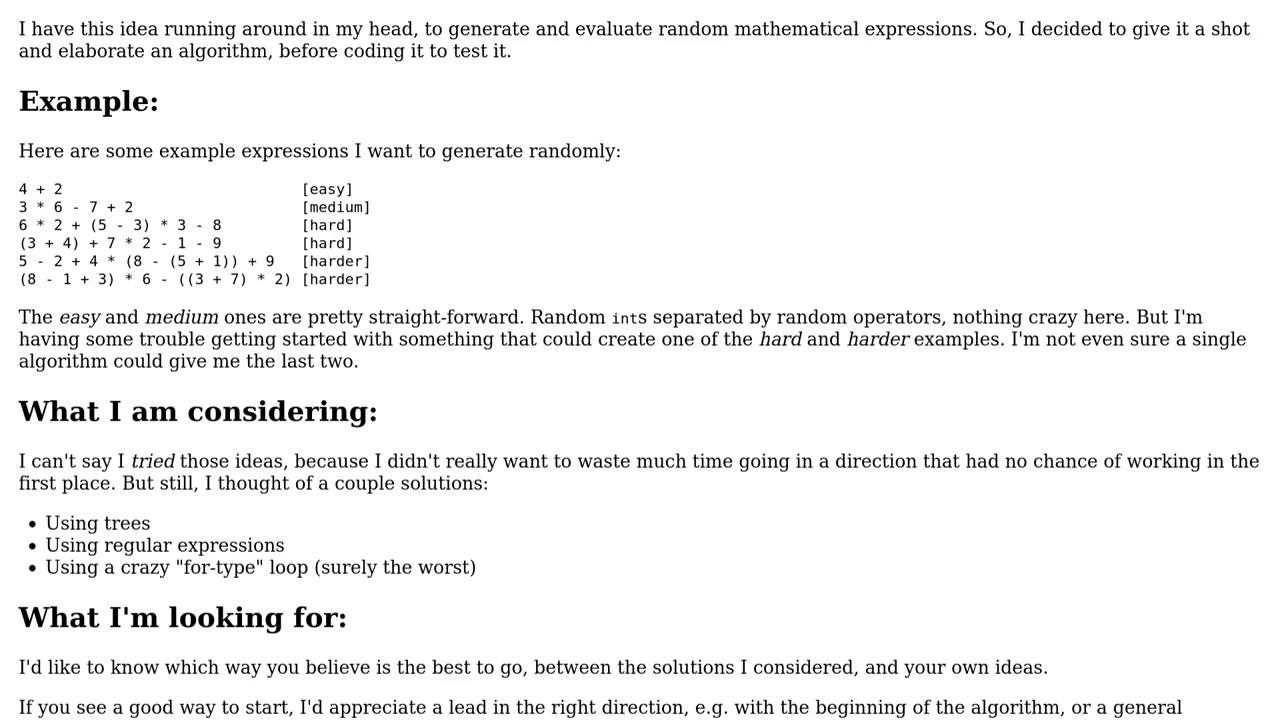 I have this idea running around in my head, to generate and evaluate random mathematical expressions. So, I decided to give it a shot
and elaborate an algorithm, before coding it to test it.
Example:
Here are some example expressions I want to generate randomly:
4 + 2                           [easy]
3 * 6 - 7 + 2                   [medium]
6 * 2 + (5 - 3) * 3 - 8         [hard]
(3 + 4) + 7 * 2 - 1 - 9         [hard]
5 - 2 + 4 * (8 - (5 + 1)) + 9   [harder]
(8 - 1 + 3) * 6 - ((3 + 7) * 2) [harder]
The easy and medium ones are pretty straight-forward. Random ints separated by random operators, nothing crazy here. But I'm
having some trouble getting started with something that could create one of the hard and harder examples. I'm not even sure a single
algorithm could give me the last two.
What I am considering:
I can't say I tried those ideas, because I didn't really want to waste much time going in a direction that had no chance of working in the
first place. But still, I thought of a couple solutions:
• Using trees
• Using regular expressions
• Using a crazy "for-type" loop (surely the worst)
What I'm looking for:
I'd like to know which way you believe is the best to go, between the solutions I considered, and your own ideas.
If you see a good way to start, I'd appreciate a lead in the right direction, e.g. with the beginning of the algorithm, or a general